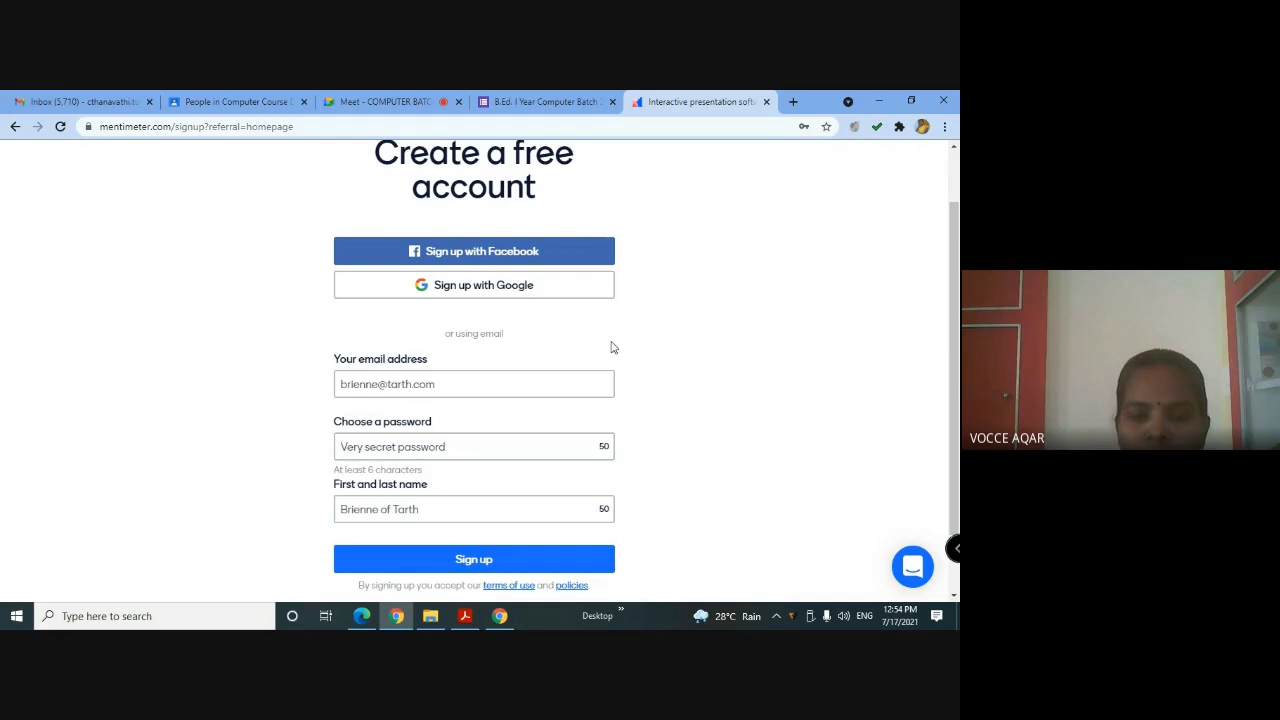 Inbox (5,710) - cthanavathi.tu
People in Computer Course
Meet - COMPUTER BATC
B.Ed. I Year Computer Batch
Interactive presentation softw
mentimeter.com/signup?referral=homepage
Create a free
account
Sign up with Facebook
Sign up with Google
or using email
Your email address
brienne@tarth.com
Choose a password
Very secret password
50
At least 6 characters
First and last name
Brienne of Tarth
50
Sign up
By signing up you accept our terms of use and policies.
VOCCE AQAR
Type here to search
Desktop
28°C Rain
ENG
12:54 PM
7/17/2021